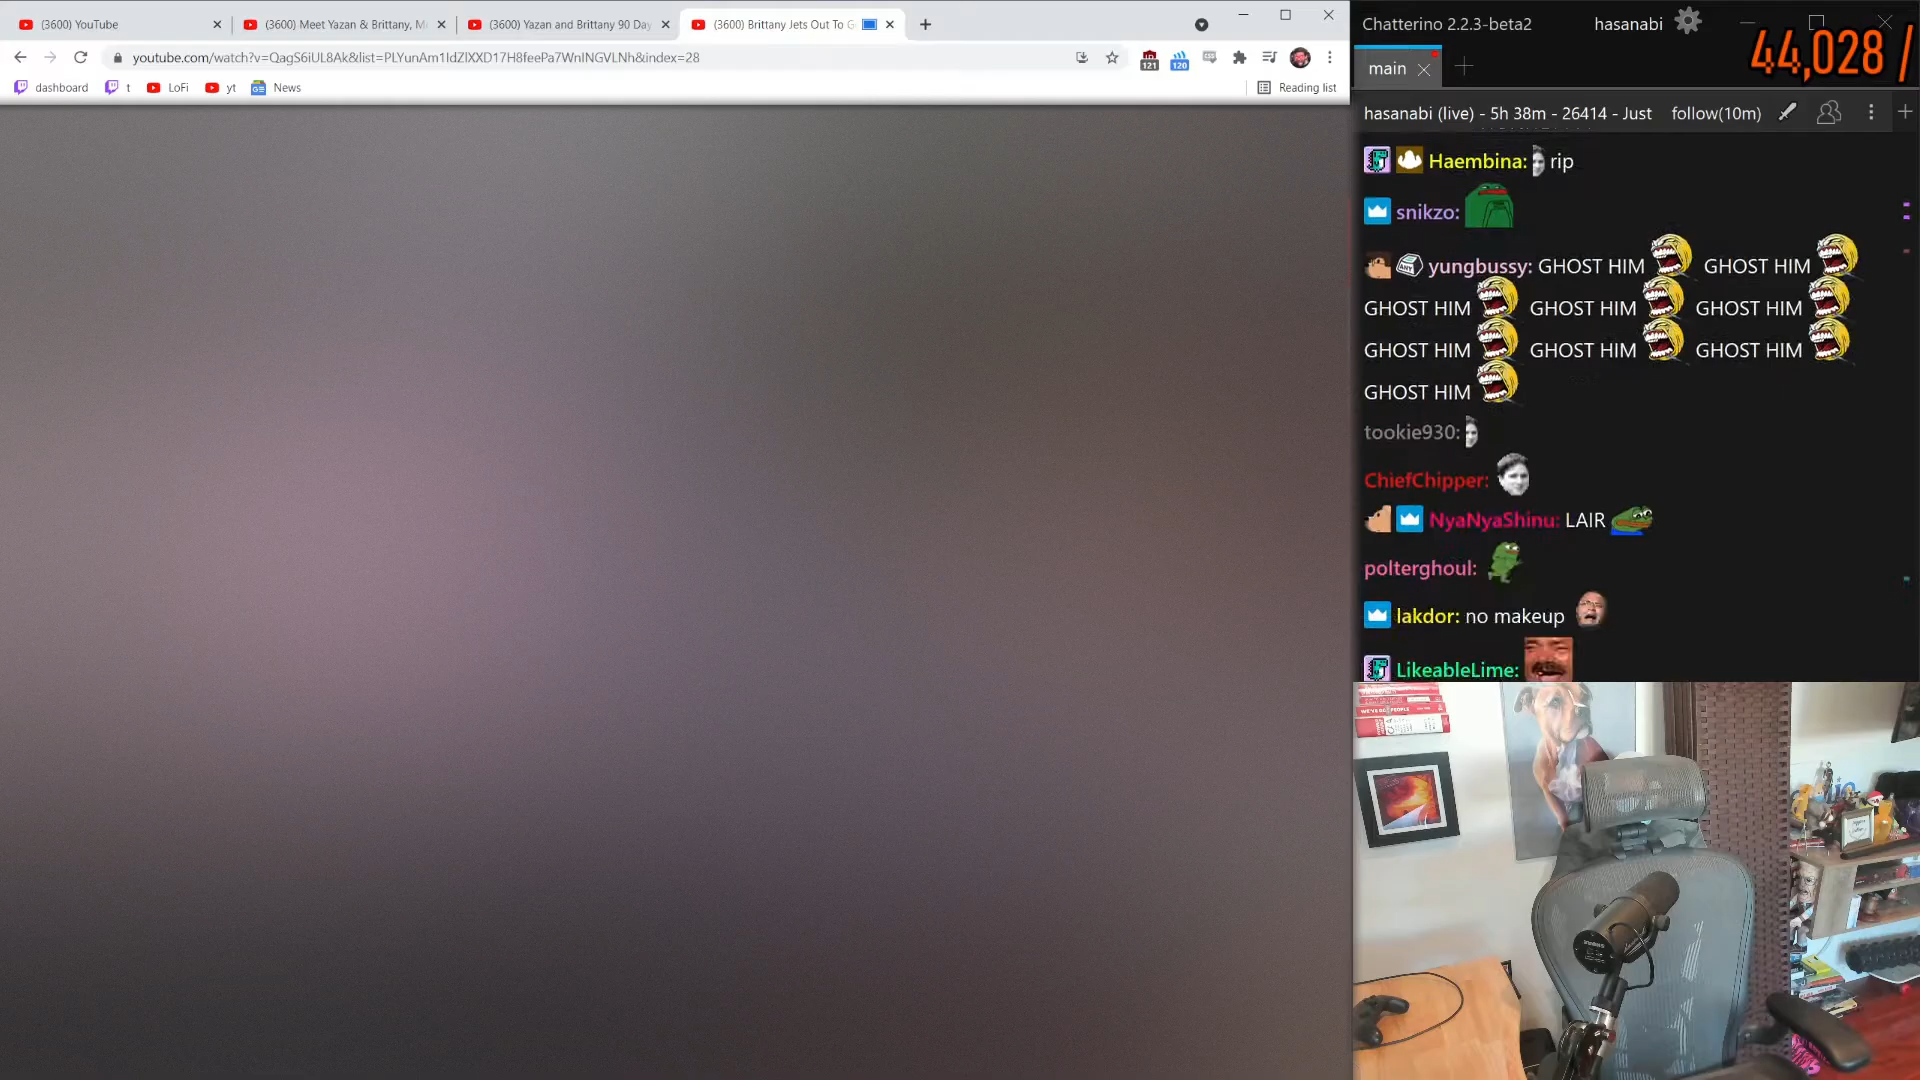 (3600) YouTube
(3600) Meet Yazan & Brittany, M
(3600) Yazan and Brittany 90 Day
(3600) Brittany Jets Out To G
youtube.com/watch?v=QagS6iUL8Ak&list=PLYunAm1ldZlXXD17H8feePa7WnINGVLNh&index=28
121
120
dashboard
t
LoFi
yt
News
Reading list
Chatterino 2.2.3-beta2
hasanabi
44,028 /
main
hasanabi (live) - 5h 38m - 26414 - Just
follow(10m)
Haembina: rip
snikzo:
yungbussy: GHOST HIM GHOST HIM
GHOST HIM GHOST HIM GHOST HIM
GHOST HIM GHOST HIM GHOST HIM
GHOST HIM
tookie930:
ChiefChipper:
NyaNyaShinu: LAIR
polterghoul:
lakdor: no makeup
LikeableLime: